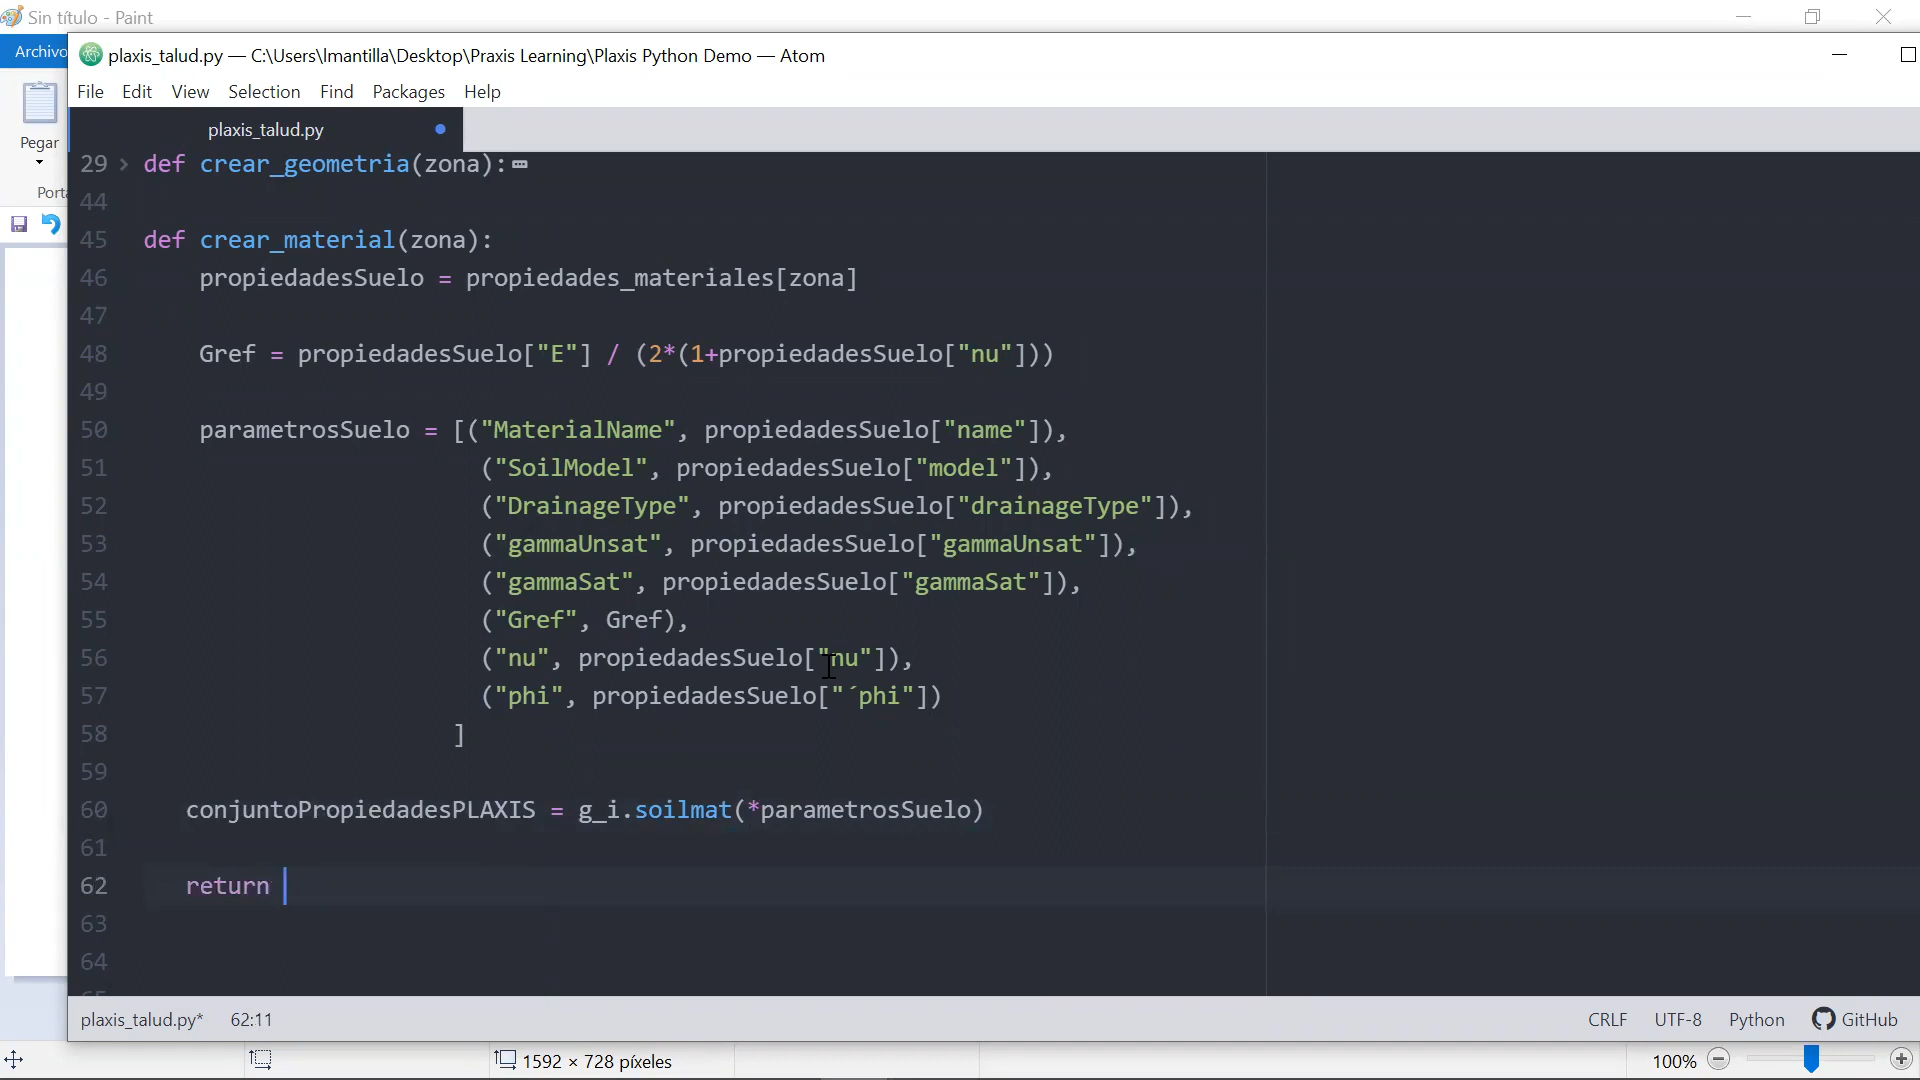 Sin título - Paint
Archivo
plaxis_talud.py — C:\Users\lmantilla\Desktop\Praxis Learning\Plaxis Python Demo — Atom
File Edit View Selection Find Packages Help
Pegar
plaxis_talud.py
29 def crear_geometria(zona):
44
45 def crear_material(zona):
46 propiedadesSuelo = propiedades_materiales[zona]
47
48 Gref = propiedadesSuelo["E"] / (2*(1+propiedadesSuelo["nu"]))
49
50 parametrosSuelo = [("MaterialName", propiedadesSuelo["name"]),
51 ("SoilModel", propiedadesSuelo["model"]),
52 ("DrainageType", propiedadesSuelo["drainageType"]),
53 ("gammaUnsat", propiedadesSuelo["gammaUnsat"]),
54 ("gammaSat", propiedadesSuelo["gammaSat"]),
55 ("Gref", Gref),
56 ("nu", propiedadesSuelo["nu"]),
57 ("phi", propiedadesSuelo["´phi"])
58 ]
59
60 conjuntoPropiedadesPLAXIS = g_i.soilmat(*parametrosSuelo)
61
62 return
63
64
plaxis_talud.py* 62:11 CRLF UTF-8 Python GitHub
1592 × 728 píxeles 100%